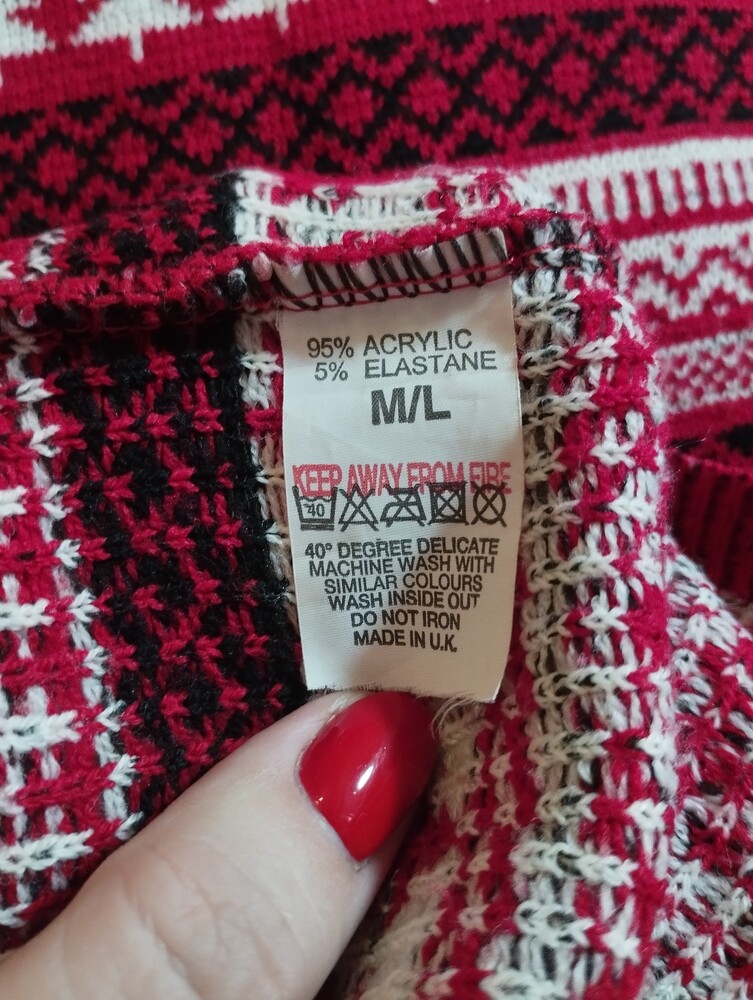 95% ACRYLIC
5% ELASTANE
M/L
KEEP AWAY FROM FIRE
40
40° DEGREE DELICATE
MACHINE WASH WITH
SIMILAR COLOURS
WASH INSIDE OUT
DO NOT IRON
MADE IN U.K.